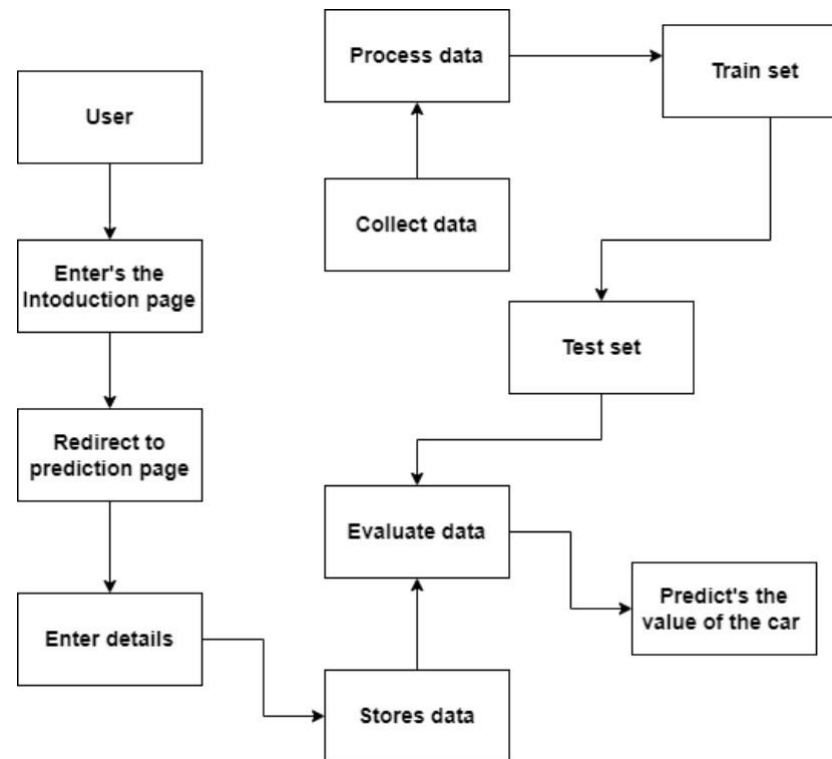 User
Enter's the
Intoduction page
Redirect to
prediction page
Enter details
Process data
Collect data
Train set
Test set
Evaluate data
Stores data
Predict's the
value of the car